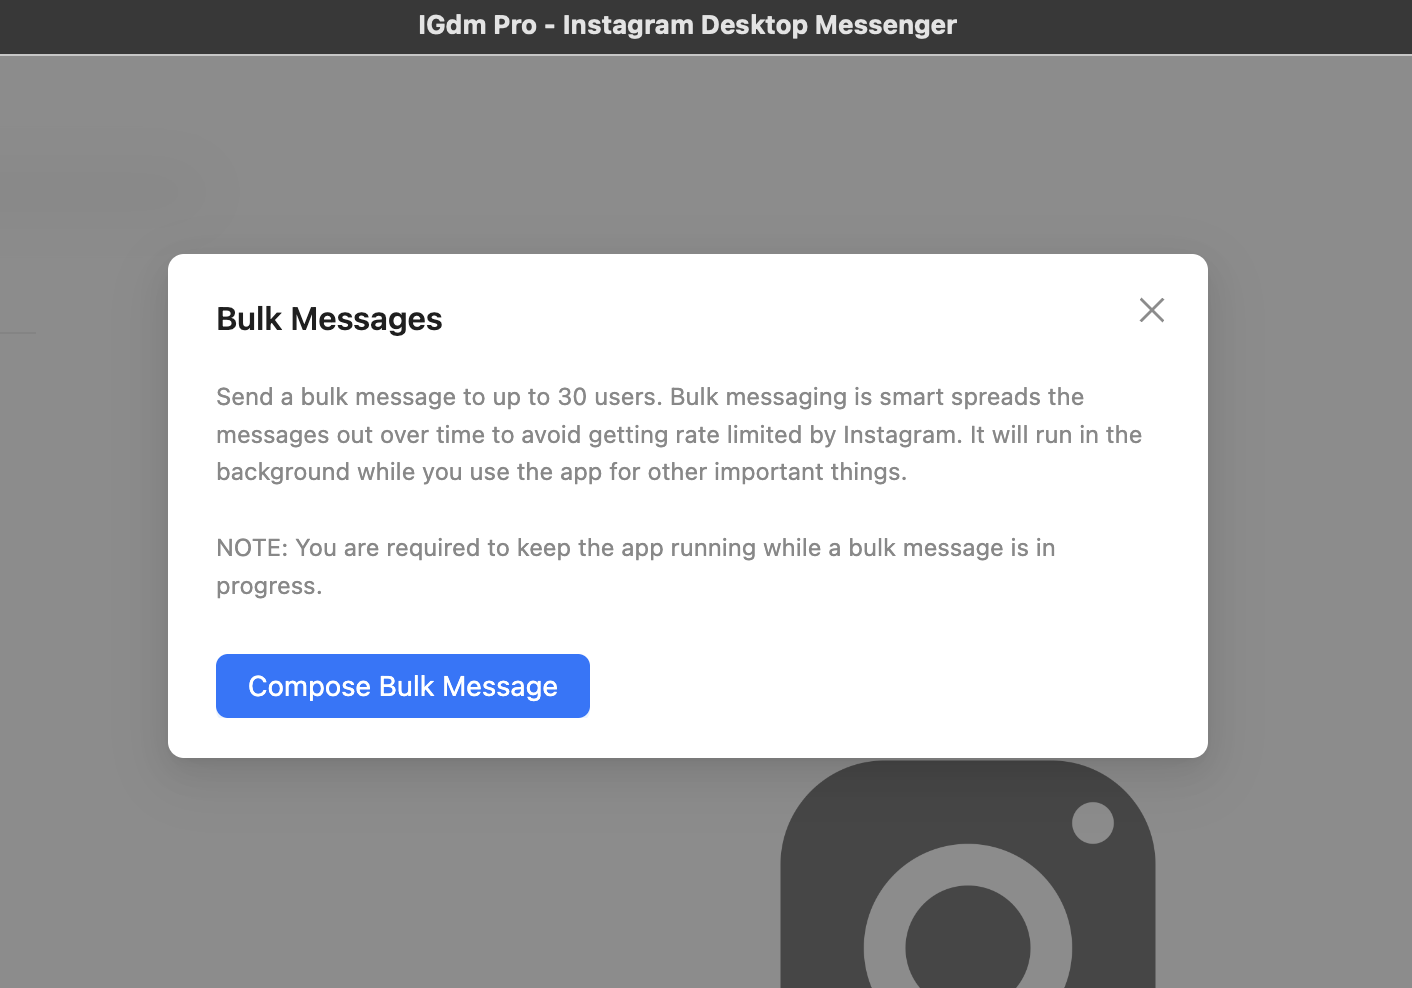 IGdm Pro - Instagram Desktop Messenger
Bulk Messages
Send a bulk message to up to 30 users. Bulk messaging is smart spreads the
messages out over time to avoid getting rate limited by Instagram. It will run in the
background while you use the app for other important things.
NOTE: You are required to keep the app running while a bulk message is in
progress.
Compose Bulk Message